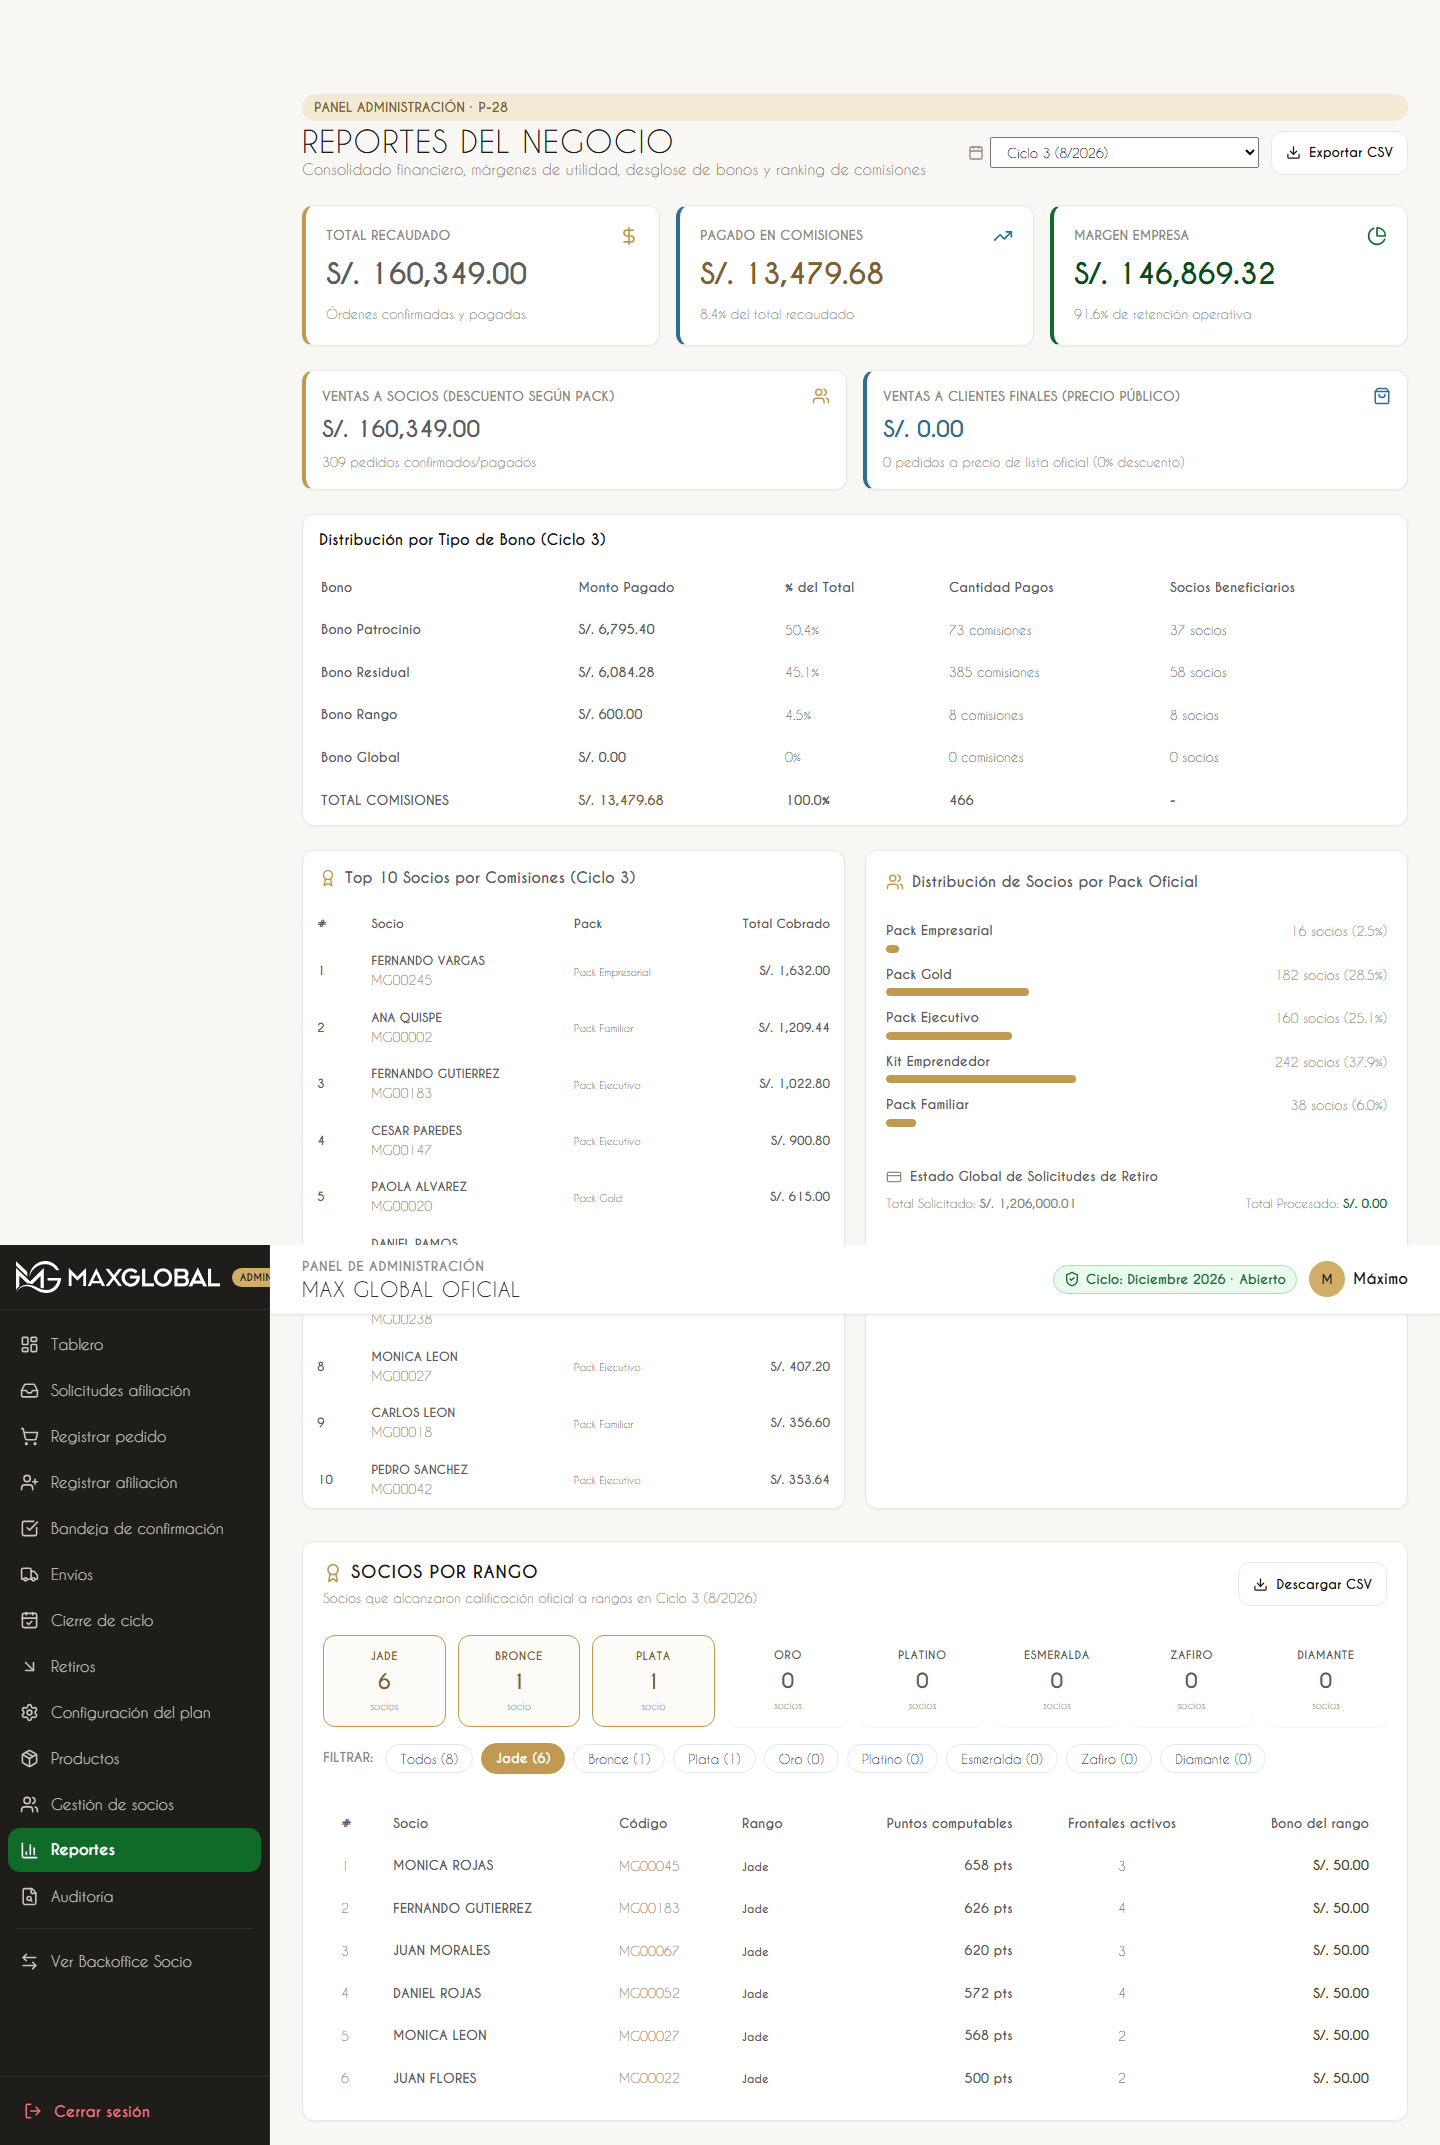 PANEL ADMINISTRACIÓN · P-28
REPORTES DEL NEGOCIO
Consolidado financiero, márgenes de utilidad, desglose de bonos y ranking de comisiones
Ciclo 3 (8/2026)
Exportar CSV
TOTAL RECAUDADO
S/. 160,349.00
Órdenes confirmadas y pagadas
PAGADO EN COMISIONES
S/. 13,479.68
8.4% del total recaudado
MARGEN EMPRESA
S/. 146,869.32
91.6% de retención operativa
VENTAS A SOCIOS (DESCUENTO SEGÚN PACK)
S/. 160,349.00
309 pedidos confirmados/pagados
VENTAS A CLIENTES FINALES (PRECIO PÚBLICO)
S/. 0.00
0 pedidos a precio de lista oficial (0% descuento)
Distribución por Tipo de Bono (Ciclo 3)
Bono Monto Pagado % del Total Cantidad Pagos Socios Beneficiarios
Bono Patrocinio S/. 6,795.40 50.4% 73 comisiones 37 socios
Bono Residual S/. 6,084.28 45.1% 385 comisiones 58 socios
Bono Rango S/. 600.00 4.5% 8 comisiones 8 socios
Bono Global S/. 0.00 0% 0 comisiones 0 socios
TOTAL COMISIONES S/. 13,479.68 100.0% 466 -
Top 10 Socios por Comisiones (Ciclo 3)
# Socio Pack Total Cobrado
1 FERNANDO VARGAS MG00245 Pack Empresarial S/. 1,632.00
2 ANA QUISPE MG00002 Pack Familiar S/. 1,209.44
3 FERNANDO GUTIERREZ MG00183 Pack Ejecutivo S/. 1,022.80
4 CESAR PAREDES MG00147 Pack Ejecutivo S/. 900.80
5 PAOLA ALVAREZ MG00020 Pack Gold S/. 615.00
DANIEL RAMOS
Distribución de Socios por Pack Oficial
Pack Empresarial 16 socios (2.5%)
Pack Gold 182 socios (28.5%)
Pack Ejecutivo 160 socios (25.1%)
Kit Emprendedor 242 socios (37.9%)
Pack Familiar 38 socios (6.0%)
Estado Global de Solicitudes de Retiro
Total Solicitado: S/. 1,206,000.01 Total Procesado: S/. 0.00
MG MAXGLOBAL ADMIN
PANEL DE ADMINISTRACIÓN
MAX GLOBAL OFICIAL
Ciclo: Diciembre 2026 · Abierto
M Máximo
MG00238
8 MONICA LEON MG00027 Pack Ejecutivo S/. 407.20
9 CARLOS LEON MG00018 Pack Familiar S/. 356.60
10 PEDRO SANCHEZ MG00042 Pack Ejecutivo S/. 353.64
Tablero
Solicitudes afiliación
Registrar pedido
Registrar afiliación
Bandeja de confirmación
Envíos
Cierre de ciclo
Retiros
Configuración del plan
Productos
Gestión de socios
Reportes
Auditoría
Ver Backoffice Socio
Cerrar sesión
SOCIOS POR RANGO
Socios que alcanzaron calificación oficial a rangos en Ciclo 3 (8/2026)
Descargar CSV
JADE 6 socios
BRONCE 1 socio
PLATA 1 socio
ORO 0 socios
PLATINO 0 socios
ESMERALDA 0 socios
ZAFIRO 0 socios
DIAMANTE 0 socios
FILTRAR: Todos (8) Jade (6) Bronce (1) Plata (1) Oro (0) Platino (0) Esmeralda (0) Zafiro (0) Diamante (0)
# Socio Código Rango Puntos computables Frontales activos Bono del rango
1 MONICA ROJAS MG00045 Jade 658 pts 3 S/. 50.00
2 FERNANDO GUTIERREZ MG00183 Jade 626 pts 4 S/. 50.00
3 JUAN MORALES MG00067 Jade 620 pts 3 S/. 50.00
4 DANIEL ROJAS MG00052 Jade 572 pts 4 S/. 50.00
5 MONICA LEON MG00027 Jade 568 pts 2 S/. 50.00
6 JUAN FLORES MG00022 Jade 500 pts 2 S/. 50.00